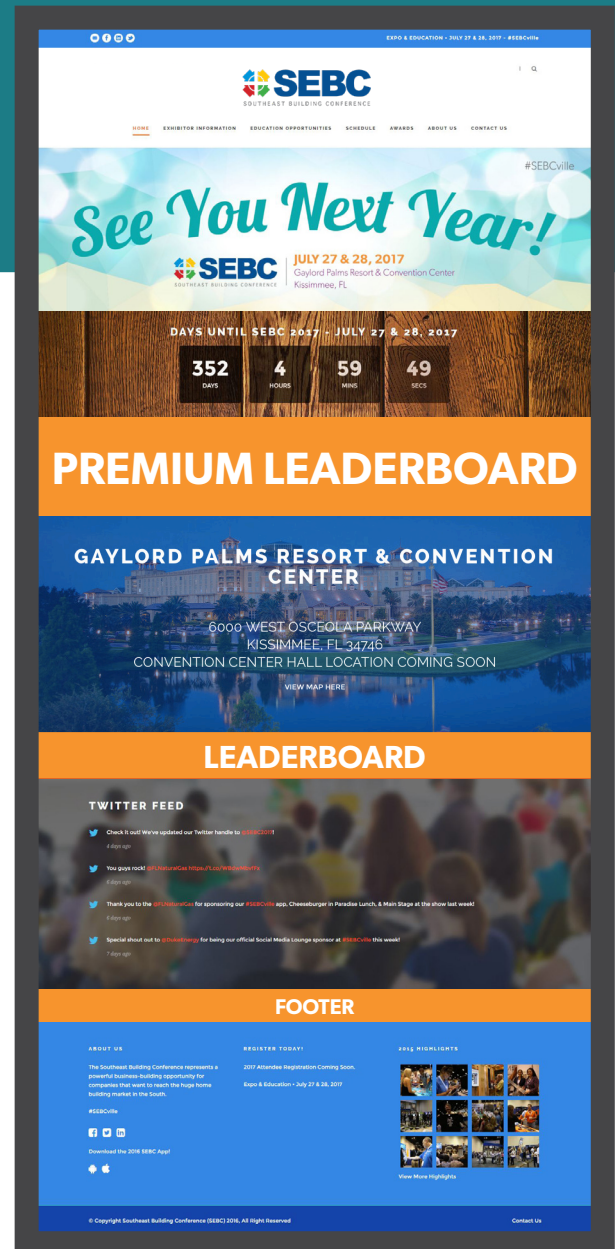 EXPO & EDUCATION • JULY 27 & 28, 2017 - #SEBCville
SEBC
SOUTHEAST BUILDING CONFERENCE
HOME EXHIBITOR INFORMATION EDUCATION OPPORTUNITIES SCHEDULE AWARDS ABOUT US CONTACT US
#SEBCville
See You Next Year!
SEBC
SOUTHEAST BUILDING CONFERENCE
JULY 27 & 28, 2017
Gaylord Palms Resort & Convention Center
Kissimmee, FL
DAYS UNTIL SEBC 2017 - JULY 27 & 28, 2017
352 4 59 49
DAYS HOURS MINS SECS
PREMIUM LEADERBOARD
GAYLORD PALMS RESORT & CONVENTION
CENTER
6000 WEST OSCEOLA PARKWAY
KISSIMMEE, FL 34746
CONVENTION CENTER HALL LOCATION COMING SOON
VIEW MAP HERE
LEADERBOARD
TWITTER FEED
Check it out! We've updated our Twitter handle to @SEBC2017!
4 days ago
You guys rock! @FLNaturalGas
6 days ago
Thank you to the @FLNaturalGas for sponsoring our #SEBCville app, Cheeseburger in Paradise Lunch, & Main Stage at the show last week!
6 days ago
Special shout out to @DukeEnergy for being our official Social Media Lounge sponsor at #SEBCville this week!
7 days ago
FOOTER
ABOUT US
The Southeast Building Conference represents a
powerful business-building opportunity for
companies that want to reach the huge home
building market in the South.
#SEBCville
Download the 2016 SEBC App!
REGISTER TODAY!
2017 Attendee Registration Coming Soon.
Expo & Education • July 27 & 28, 2017
2015 HIGHLIGHTS
View More Highlights
© Copyright Southeast Building Conference (SEBC) 2016, All Right Reserved
Contact Us